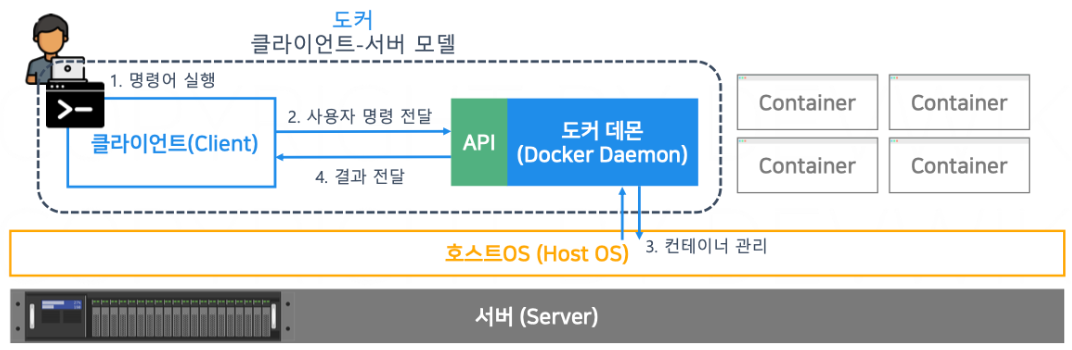 도커
클라이언트-서버 모델
1. 명령어 실행
클라이언트(Client)
2. 사용자 명령 전달
4. 결과 전달
API
도커 데몬
(Docker Daemon)
Container
Container
Container
Container
3. 컨테이너 관리
호스트OS (Host OS)
서버 (Server)